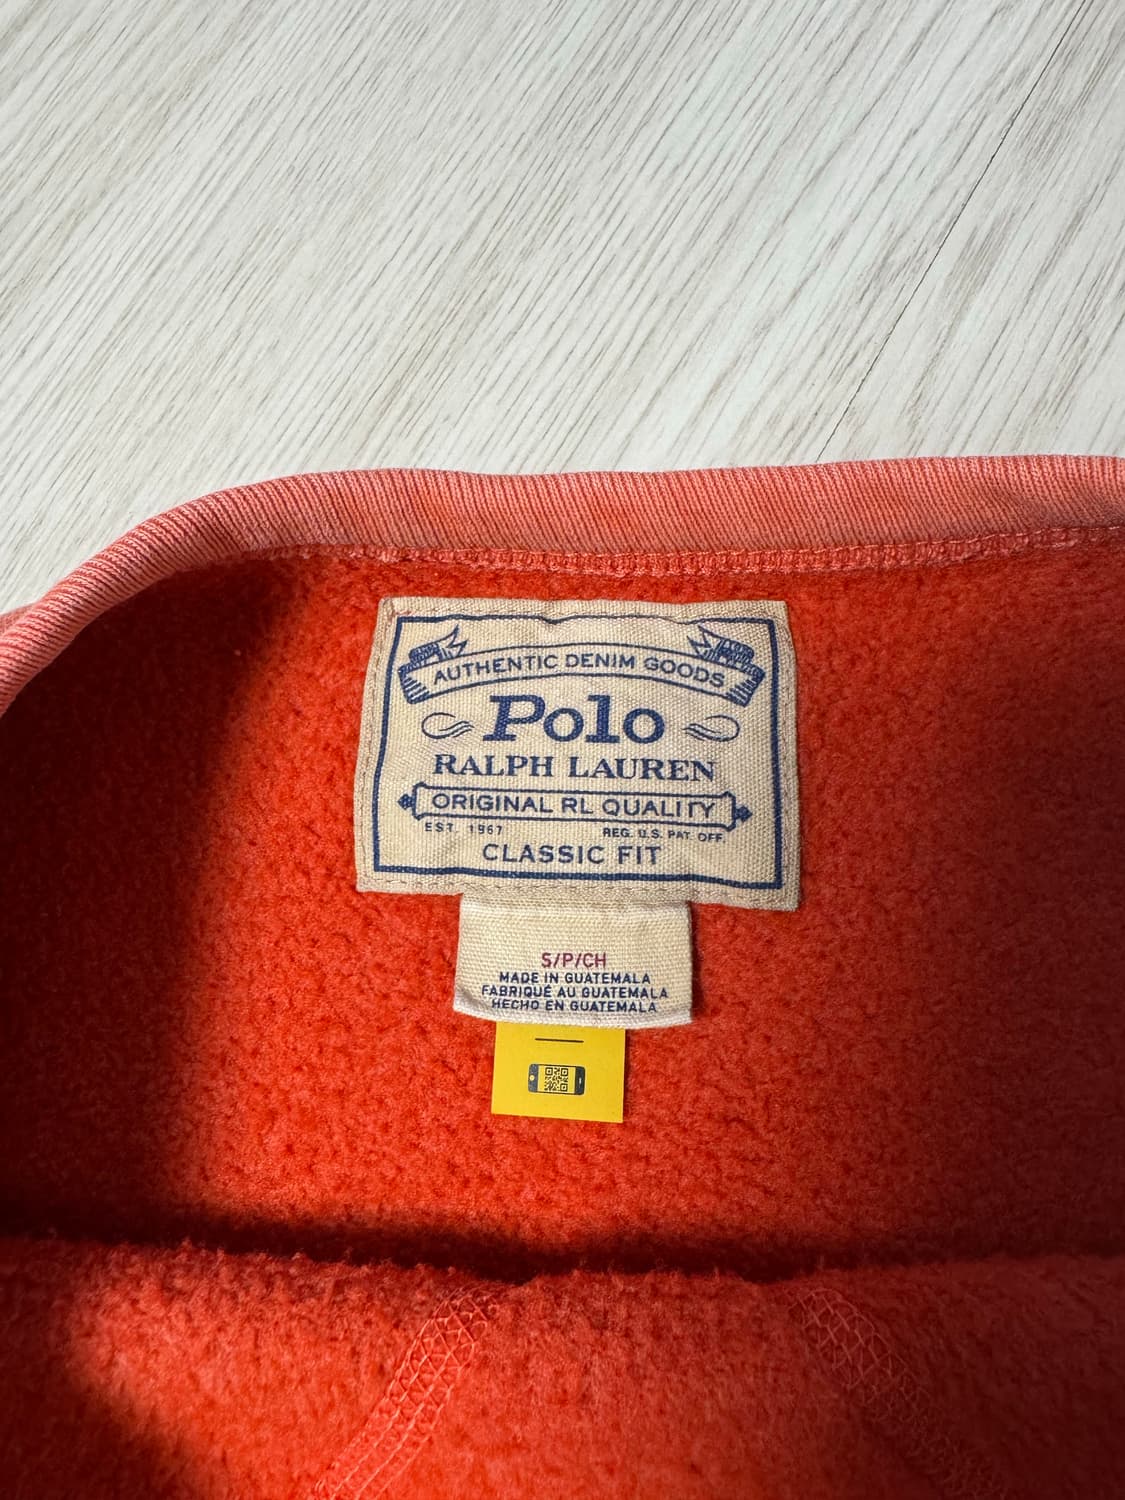 AUTHENTIC DENIM GOODS
Polo
RALPH LAUREN
ORIGINAL RL QUALITY
EST. 1967 REG. U.S. PAT. OFF.
CLASSIC FIT
S/P/CH
MADE IN GUATEMALA
FABRIQUÉ AU GUATEMALA
HECHO EN GUATEMALA